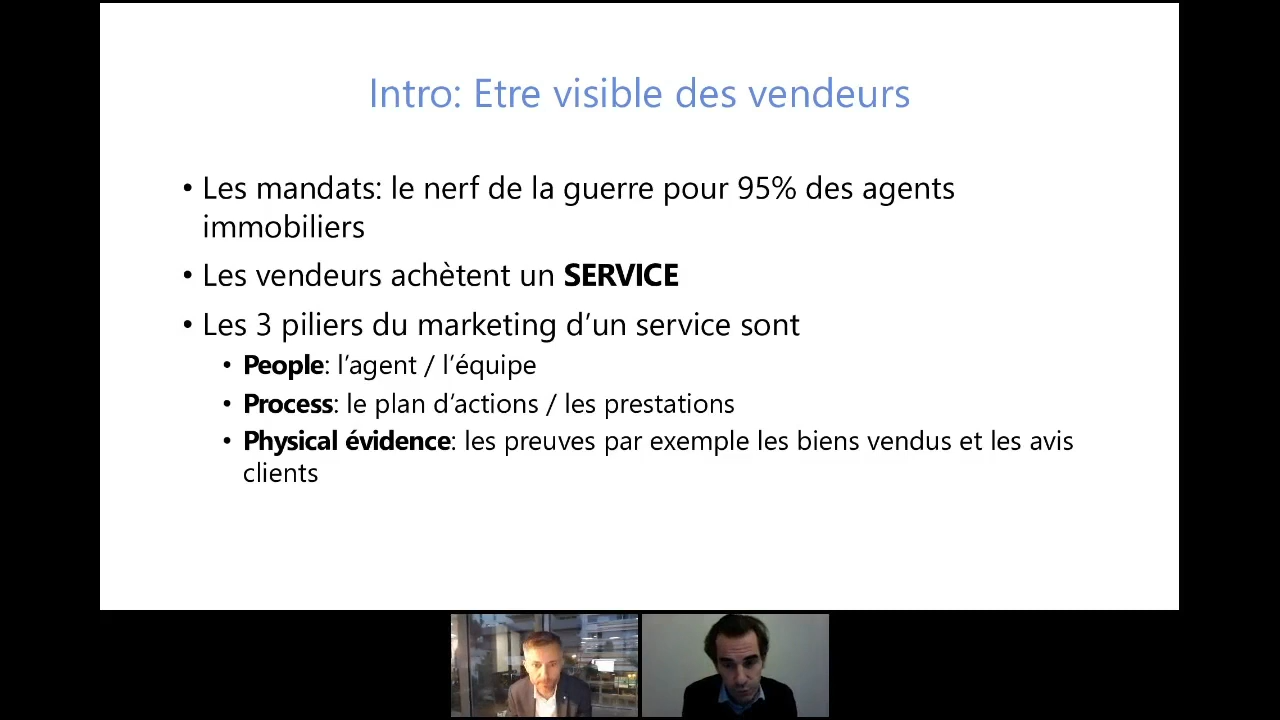 Intro: Etre visible des vendeurs
• Les mandats: le nerf de la guerre pour 95% des agents
immobiliers
• Les vendeurs achètent un SERVICE
• Les 3 piliers du marketing d’un service sont
• People: l’agent / l’équipe
• Process: le plan d’actions / les prestations
• Physical évidence: les preuves par exemple les biens vendus et les avis
clients